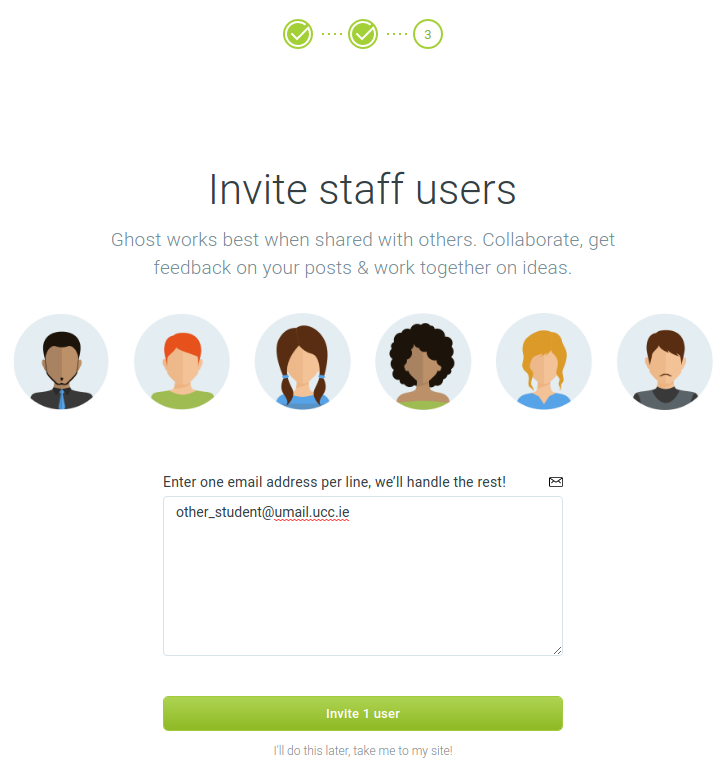 3
Invite staff users
Ghost works best when shared with others. Collaborate, get
feedback on your posts & work together on ideas.
Enter one email address per line, we’ll handle the rest!
other_student@umail.ucc.ie
Invite 1 user
I'll do this later, take me to my site!